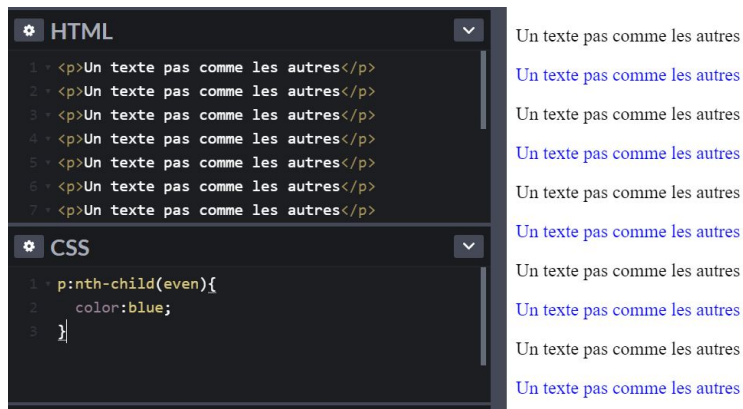 HTML
1 <p>Un texte pas comme les autres</p>
2 <p>Un texte pas comme les autres</p>
3 <p>Un texte pas comme les autres</p>
4 <p>Un texte pas comme les autres</p>
5 <p>Un texte pas comme les autres</p>
6 <p>Un texte pas comme les autres</p>
7 <p>Un texte pas comme les autres</p>
CSS
1 p:nth-child(even){
2 color:blue;
3 }
Un texte pas comme les autres
Un texte pas comme les autres
Un texte pas comme les autres
Un texte pas comme les autres
Un texte pas comme les autres
Un texte pas comme les autres
Un texte pas comme les autres
Un texte pas comme les autres
Un texte pas comme les autres
Un texte pas comme les autres